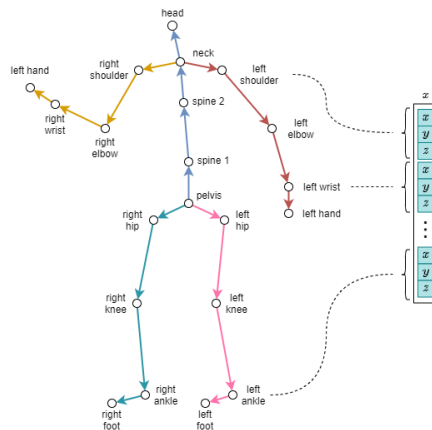 head
neck
right
shoulder
left
shoulder
left hand
right
wrist
spine 2
right
elbow
left
elbow
spine 1
left wrist
left hand
pelvis
right
hip
left
hip
right
knee
left
knee
right
ankle
left
ankle
right
foot
left
foot
x
x
y
z
x
y
z
⋮
x
y
z